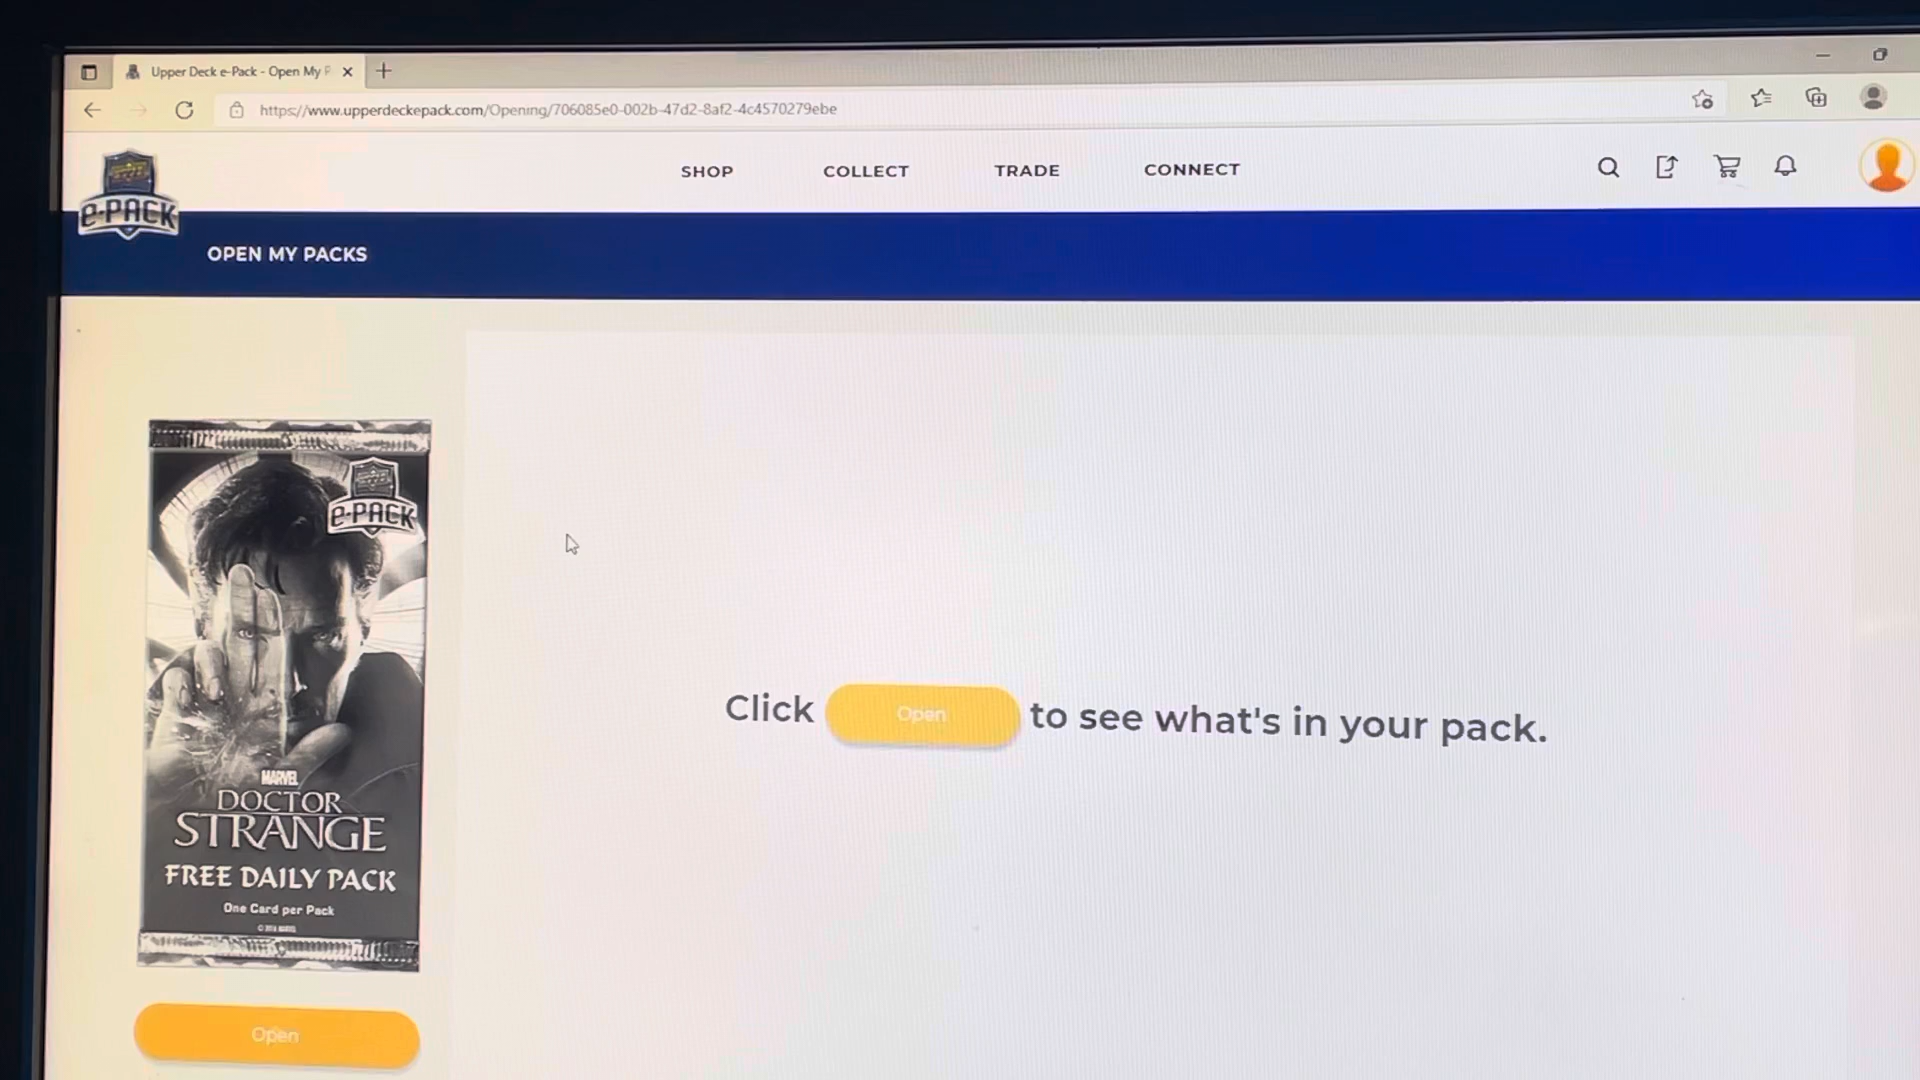 Upper Deck e-Pack - Open My P
https://www.upperdeckepack.com/Opening/706085e0-002b-47d2-8af2-4c4570279ebe
e-PACK
SHOP COLLECT TRADE CONNECT
OPEN MY PACKS
e-PACK
MARVEL
DOCTOR
STRANGE
FREE DAILY PACK
One Card per Pack
Open
Click Open to see what's in your pack.